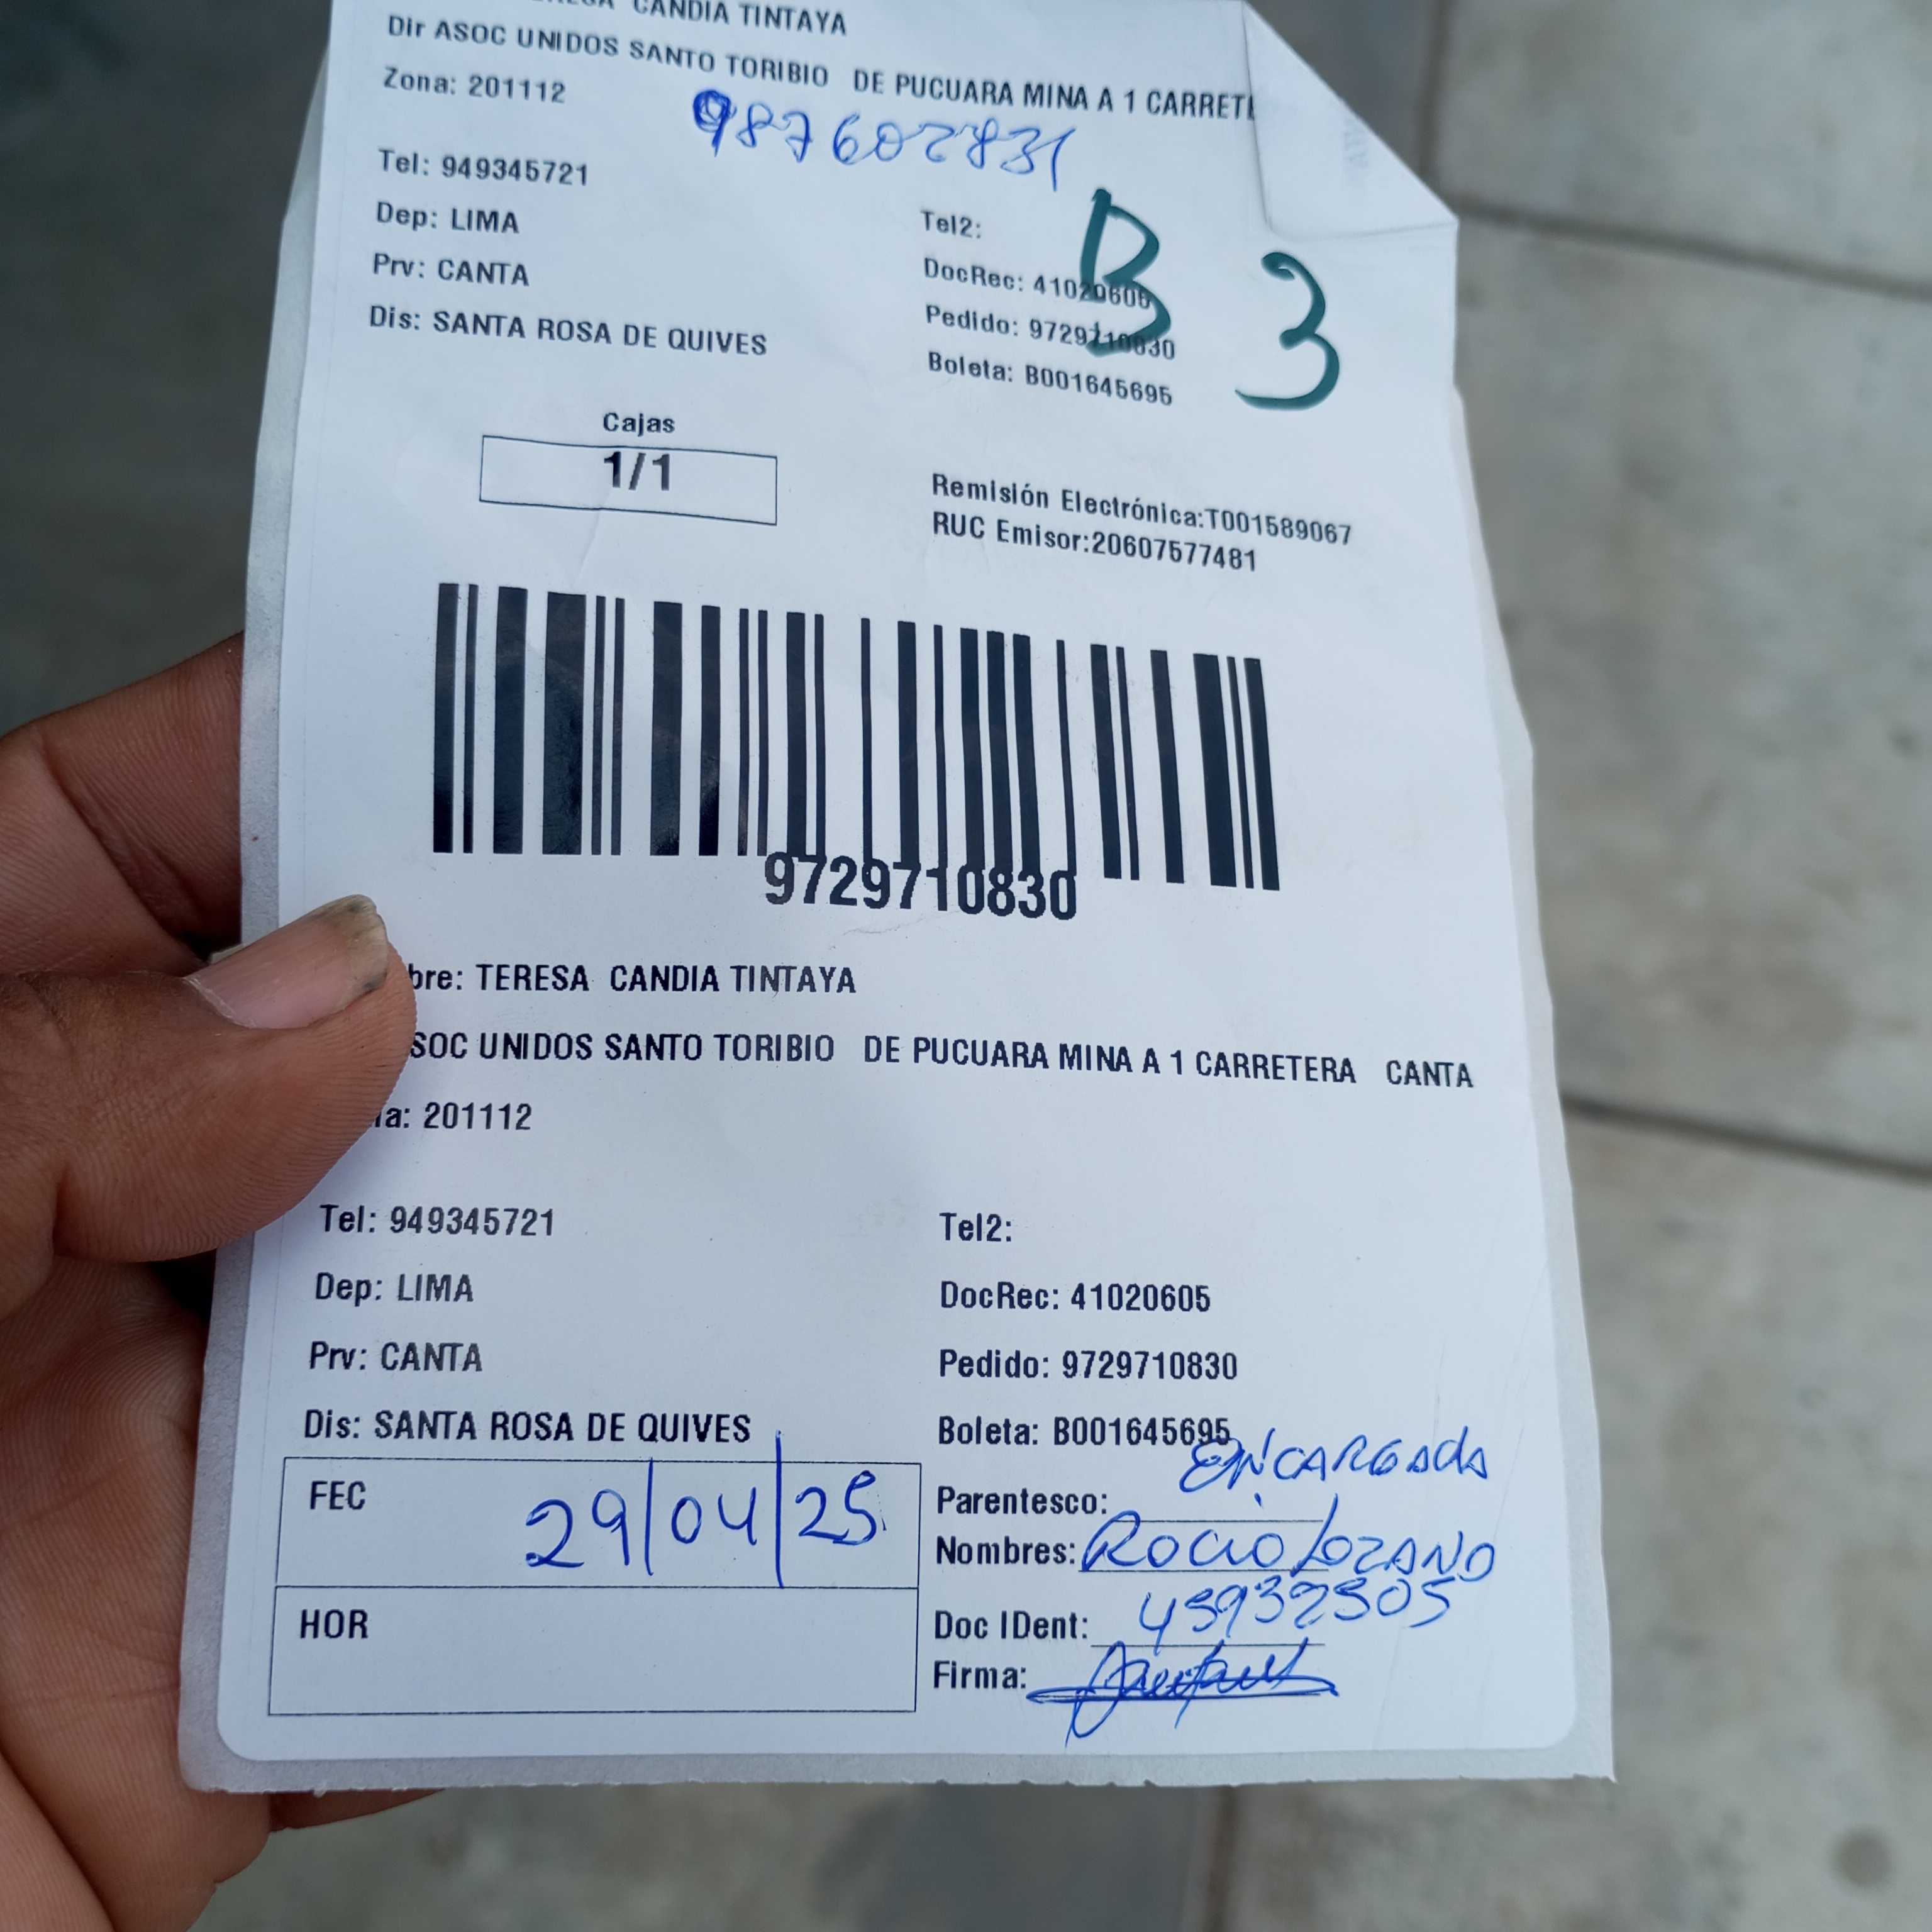 CANDIA TINTAYA
Dir ASOC UNIDOS SANTO TORIBIO DE PUCUARA MINA A 1 CARRETE
Zona: 201112
987602831
Tel: 949345721
Tel2:
Dep: LIMA
DocRec: 41020605
B 3
Prv: CANTA
Pedido: 9729710830
Dis: SANTA ROSA DE QUIVES
Boleta: B001645695
Cajas
1/1
Remisión Electrónica:T001589067
RUC Emisor:20607577481
9729710830
bre: TERESA CANDIA TINTAYA
SOC UNIDOS SANTO TORIBIO DE PUCUARA MINA A 1 CARRETERA CANTA
a: 201112
Tel: 949345721
Tel2:
Dep: LIMA
DocRec: 41020605
Prv: CANTA
Pedido: 9729710830
Dis: SANTA ROSA DE QUIVES
Boleta: B001645695
FEC 29/04/25
Parentesco: ENCARGADA
Nombres: ROCIO LOZANO
HOR
Doc IDent: 45932505
Firma: